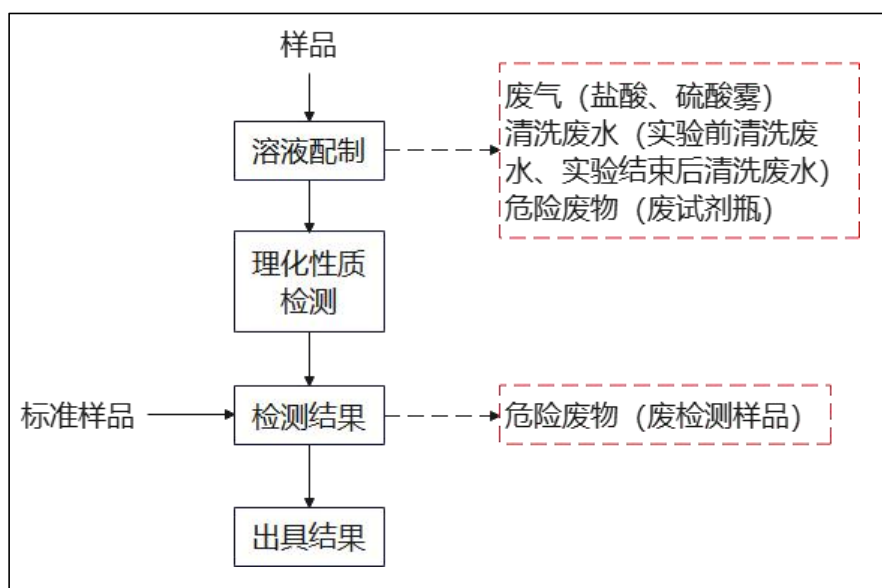 样品
溶液配制
废气（盐酸、硫酸雾）
清洗废水（实验前清洗废
水、实验结束后清洗废水）
危险废物（废试剂瓶）
理化性质
检测
标准样品
检测结果
危险废物（废检测样品）
出具结果